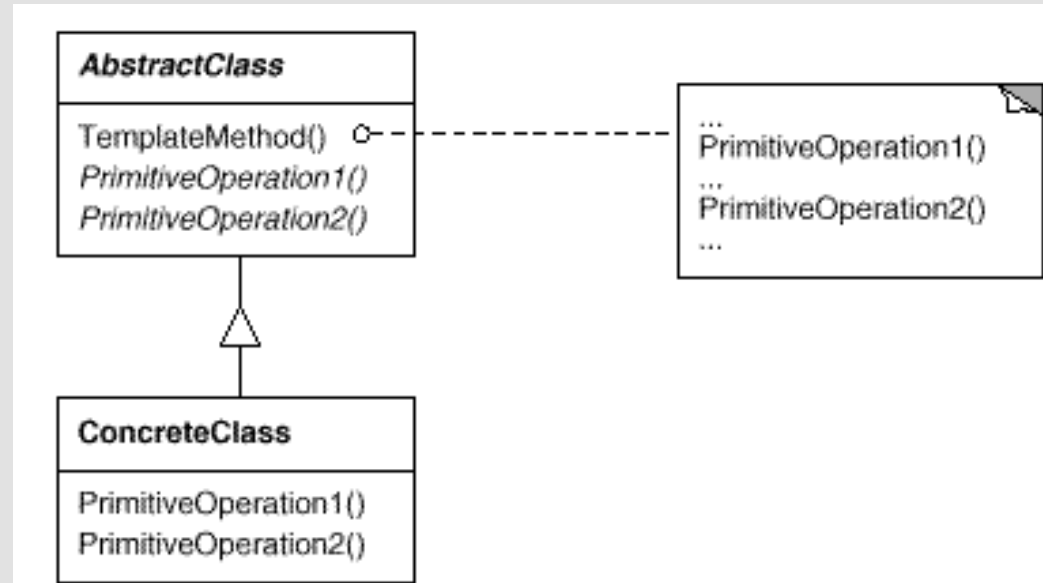 AbstractClass
TemplateMethod()
PrimitiveOperation1()
PrimitiveOperation2()
...
PrimitiveOperation1()
...
PrimitiveOperation2()
...
ConcreteClass
PrimitiveOperation1()
PrimitiveOperation2()